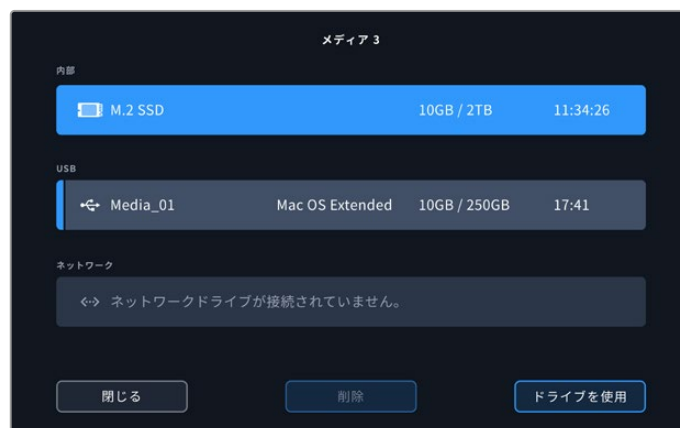 メディア 3
内部
M.2 SSD 10GB / 2TB 11:34:26
USB
Media_01 Mac OS Extended 10GB / 250GB 17:41
ネットワーク
ネットワークドライブが接続されていません。
閉じる 削除 ドライブを使用